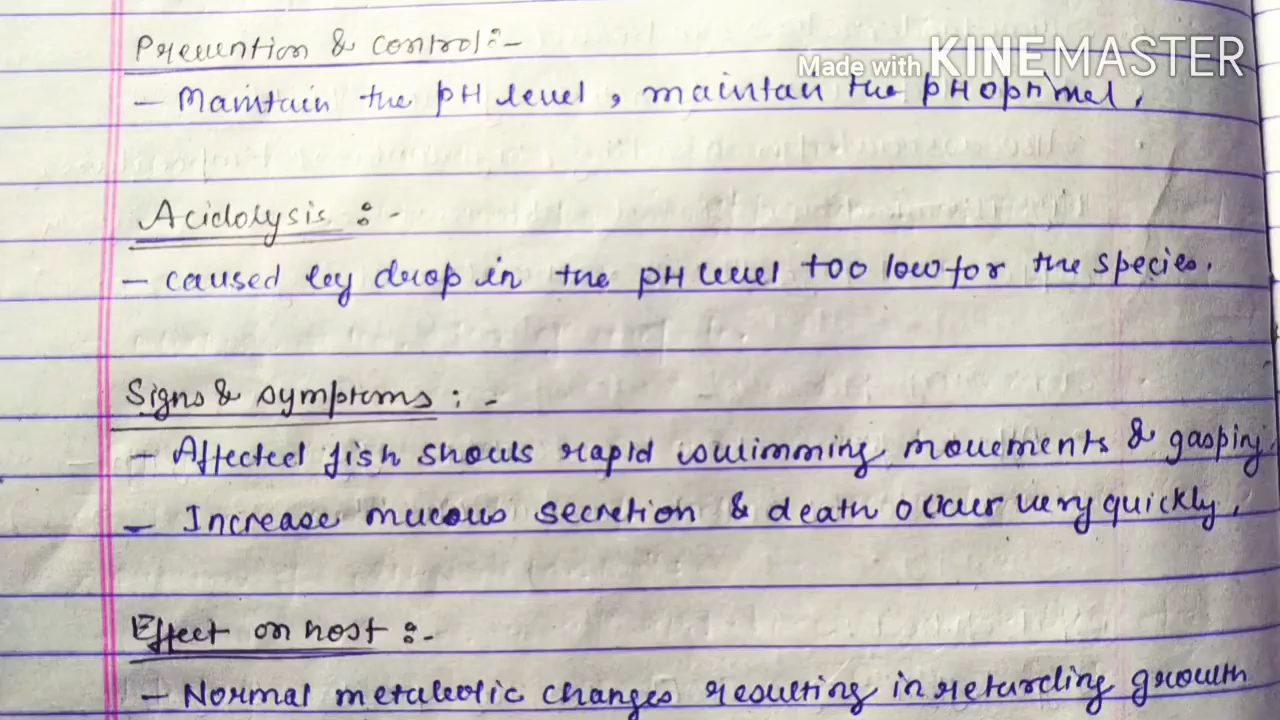 Prevention & control:-
Made with KINEMASTER
- Maintain the pH level, maintain the pH optimal.
Acidolysis :-
- caused by drop in the pH level too low for the species.
Signs & symptoms : -
- Affected fish shows rapid swimming movements & gasping.
- Increase mucous secretion & death occur very quickly.
Effect on host :-
- Normal metabolic changes resulting in retarding growth